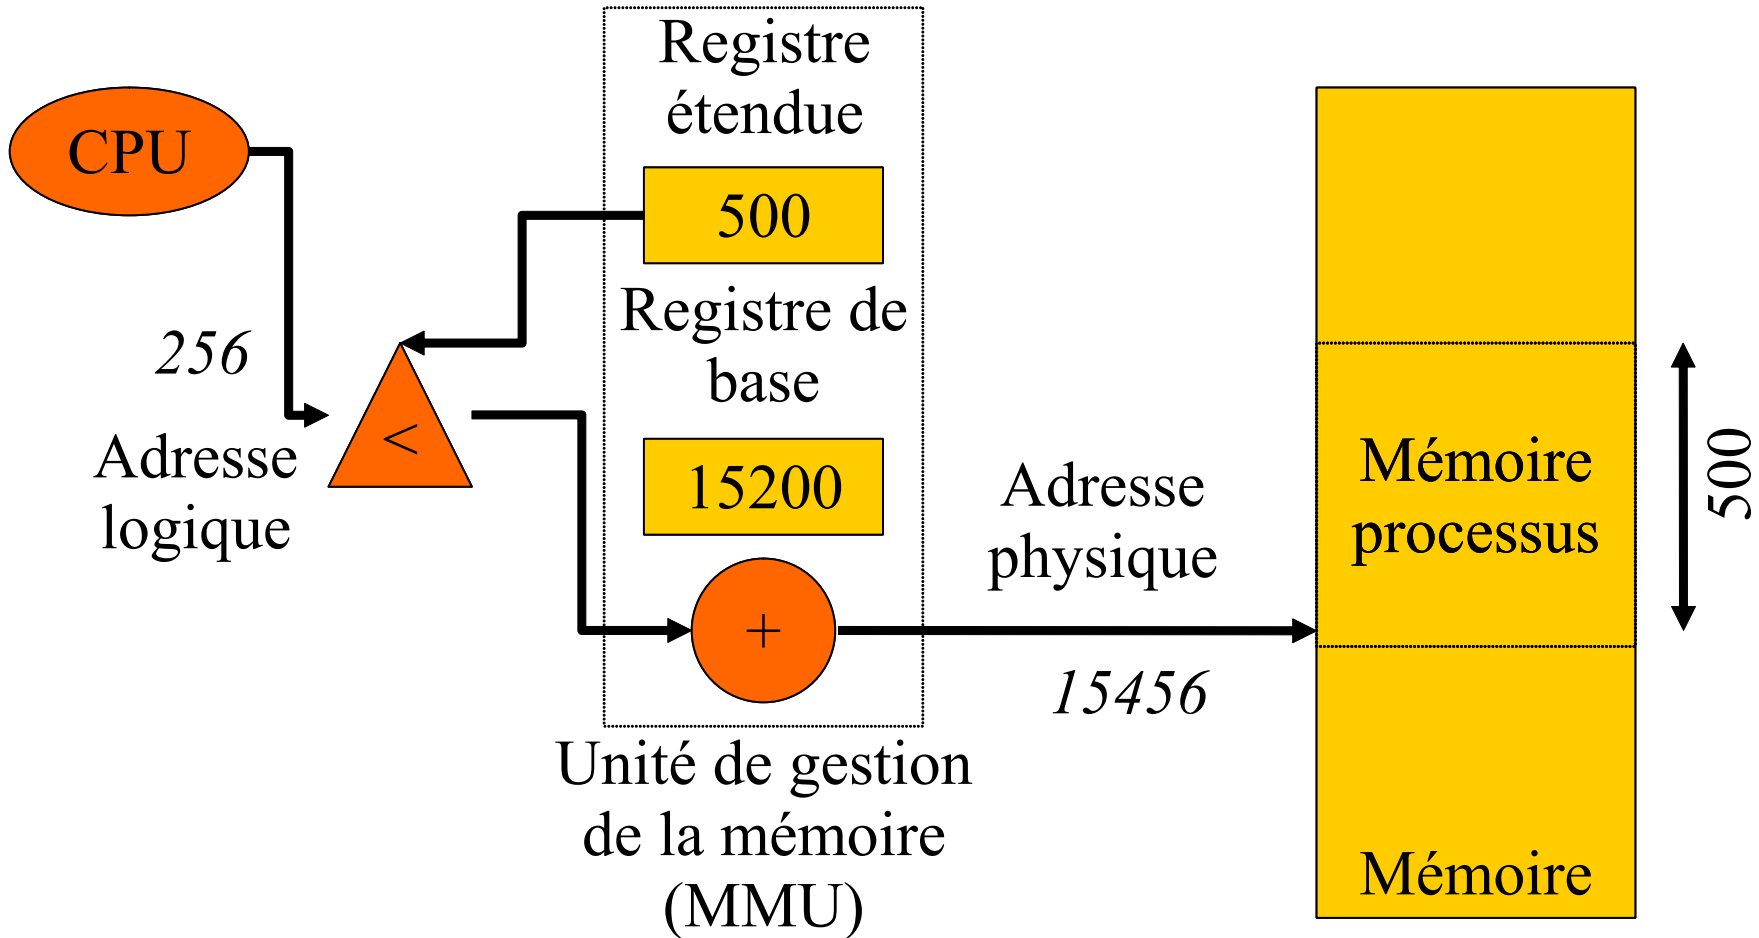 CPU
256
Adresse
logique
<
Registre
étendue
500
Registre de
base
15200
+
Unité de gestion
de la mémoire
(MMU)
Adresse
physique
15456
Mémoire
processus
500
Mémoire